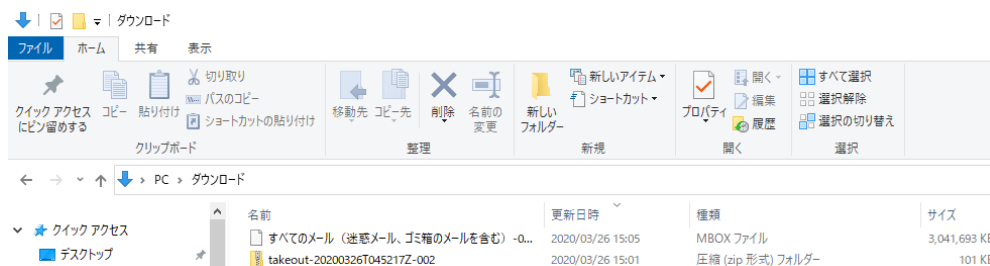 ダウンロード
ファイル ホーム 共有 表示
クイック アクセスにピン留めする コピー 貼り付け 切り取り パスのコピー ショートカットの貼り付け 移動先 コピー先 削除 名前の変更 新しいフォルダー 新しいアイテム ショートカット プロパティ 開く 編集 履歴 すべて選択 選択解除 選択の切り替え
クリップボード 整理 新規 開く 選択
PC › ダウンロード
名前 更新日時 種類 サイズ
クイック アクセス
すべてのメール（迷惑メール、ゴミ箱のメールを含む）-0... 2020/03/26 15:05 MBOX ファイル 3,041,693 KB
デスクトップ
takeout-20200326T045217Z-002 2020/03/26 15:01 圧縮 (zip 形式) フォルダー 101 KB